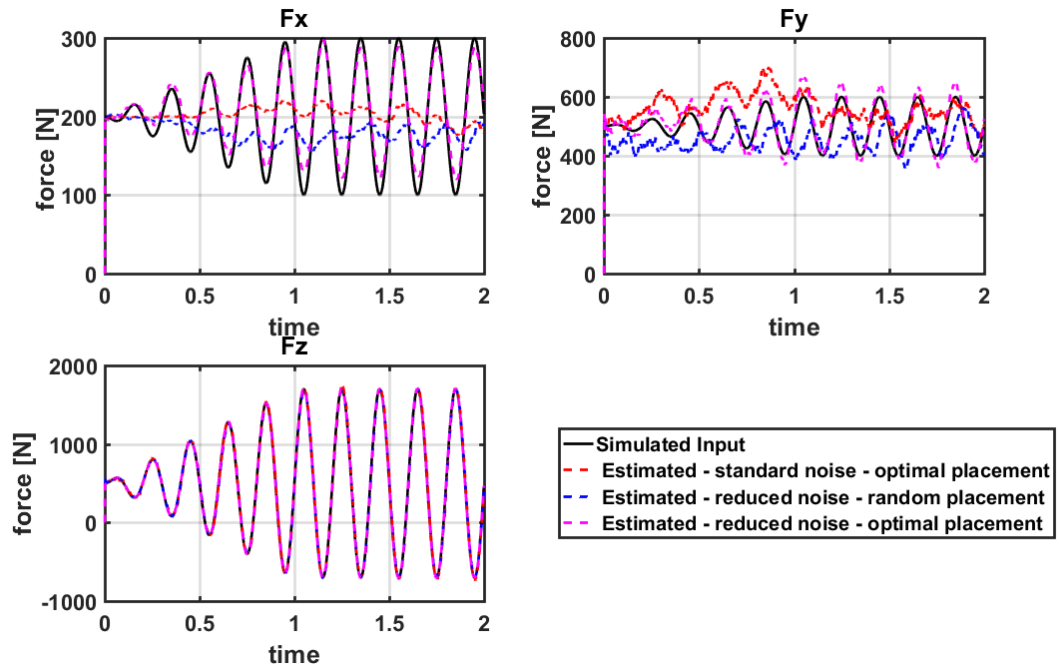 Fx
300
200
100
0
force [N]
0 0.5 1 1.5 2
time
Fy
800
600
400
200
0
force [N]
0 0.5 1 1.5 2
time
Fz
2000
1000
0
-1000
force [N]
0 0.5 1 1.5 2
time
Simulated Input
Estimated - standard noise - optimal placement
Estimated - reduced noise - random placement
Estimated - reduced noise - optimal placement